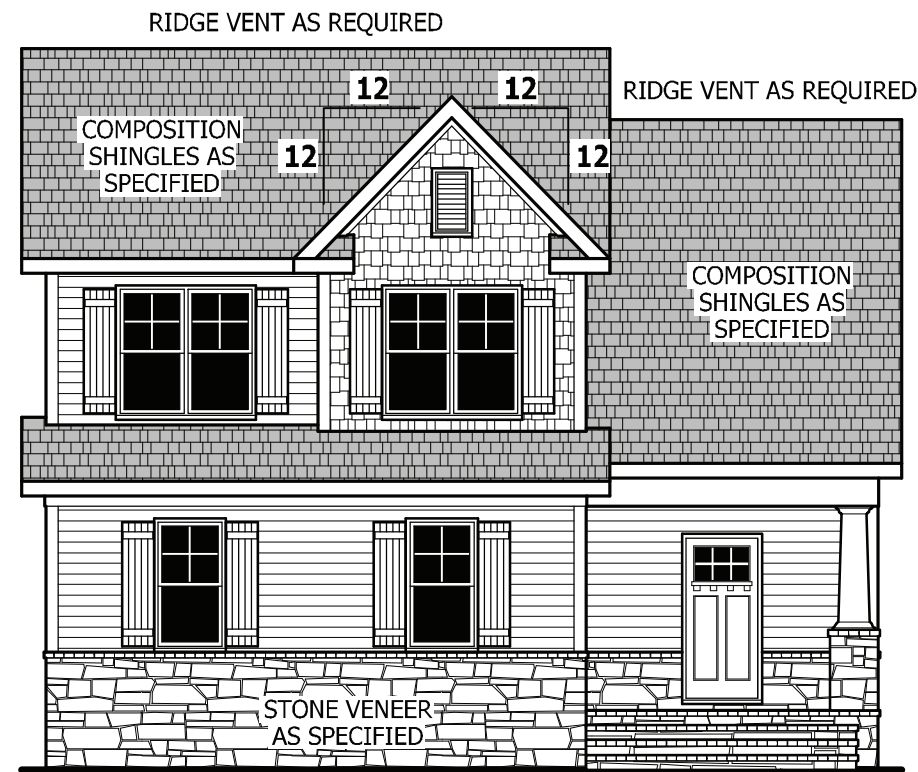 RIDGE VENT AS REQUIRED
12
12
RIDGE VENT AS REQUIRED
COMPOSITION
SHINGLES AS
SPECIFIED
12
12
COMPOSITION
SHINGLES AS
SPECIFIED
STONE VENEER
AS SPECIFIED